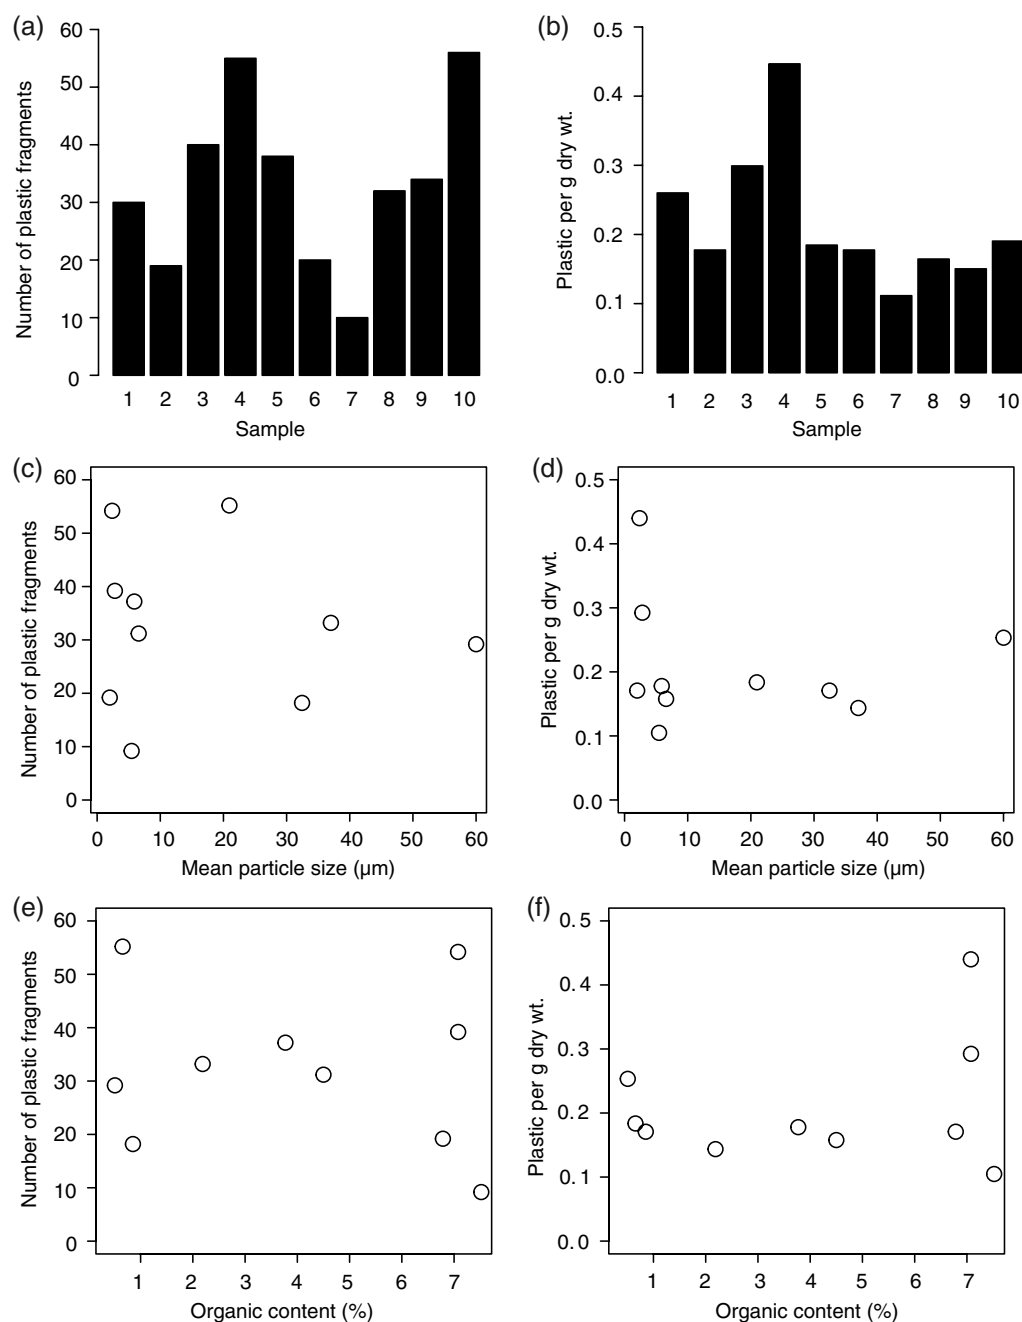 (a)
Number of plastic fragments
60
50
40
30
20
10
0
1 2 3 4 5 6 7 8 9 10
Sample
(b)
Plastic per g dry wt.
0.5
0.4
0.3
0.2
0.1
0.0
1 2 3 4 5 6 7 8 9 10
Sample
(c)
Number of plastic fragments
60
50
40
30
20
10
0
0 10 20 30 40 50 60
Mean particle size (µm)
(d)
Plastic per g dry wt.
0.5
0.4
0.3
0.2
0.1
0.0
0 10 20 30 40 50 60
Mean particle size (µm)
(e)
Number of plastic fragments
60
50
40
30
20
10
0
1 2 3 4 5 6 7
Organic content (%)
(f)
Plastic per g dry wt.
0.5
0.4
0.3
0.2
0.1
0.0
1 2 3 4 5 6 7
Organic content (%)